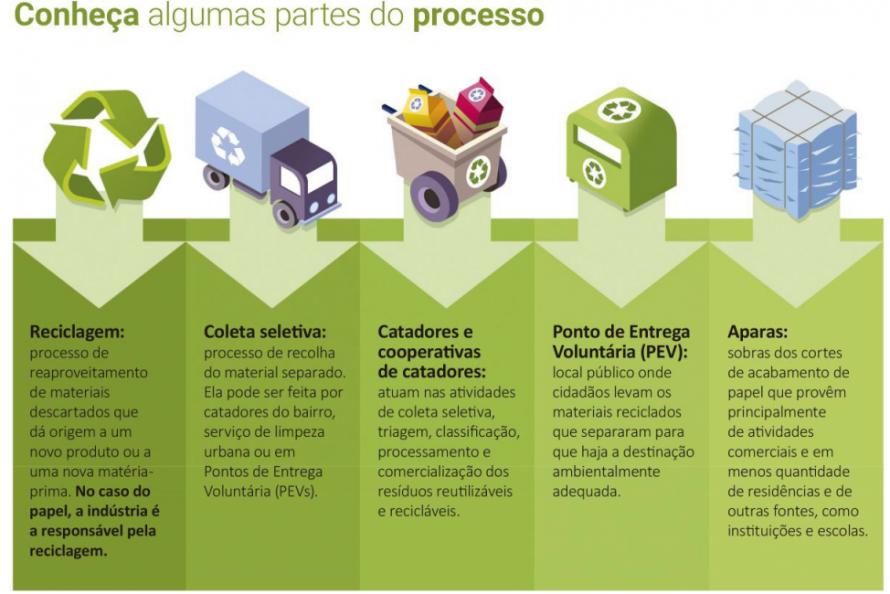 Conheça algumas partes do processo
Reciclagem:
processo de
reaproveitamento
de materiais
descartados que
dá origem a um
novo produto ou a
uma nova matéria-
prima. No caso do
papel, a indústria é
a responsável pela
reciclagem.
Coleta seletiva:
processo de recolha
do material separado.
Ela pode ser feita por
catadores do bairro,
serviço de limpeza
urbana ou em
Pontos de Entrega
Voluntária (PEVs).
Catadores e
cooperativas
de catadores:
atuam nas atividades
de coleta seletiva,
triagem, classificação,
processamento e
comercialização dos
resíduos reutilizáveis
e recicláveis.
Ponto de Entrega
Voluntária (PEV):
local público onde
cidadãos levam os
materiais reciclados
que separaram para
que haja a destinação
ambientalmente
adequada.
Aparas:
sobras dos cortes
de acabamento de
papel que provêm
principalmente
de atividades
comerciais e em
menos quantidade
de residências e de
outras fontes, como
instituições e escolas.